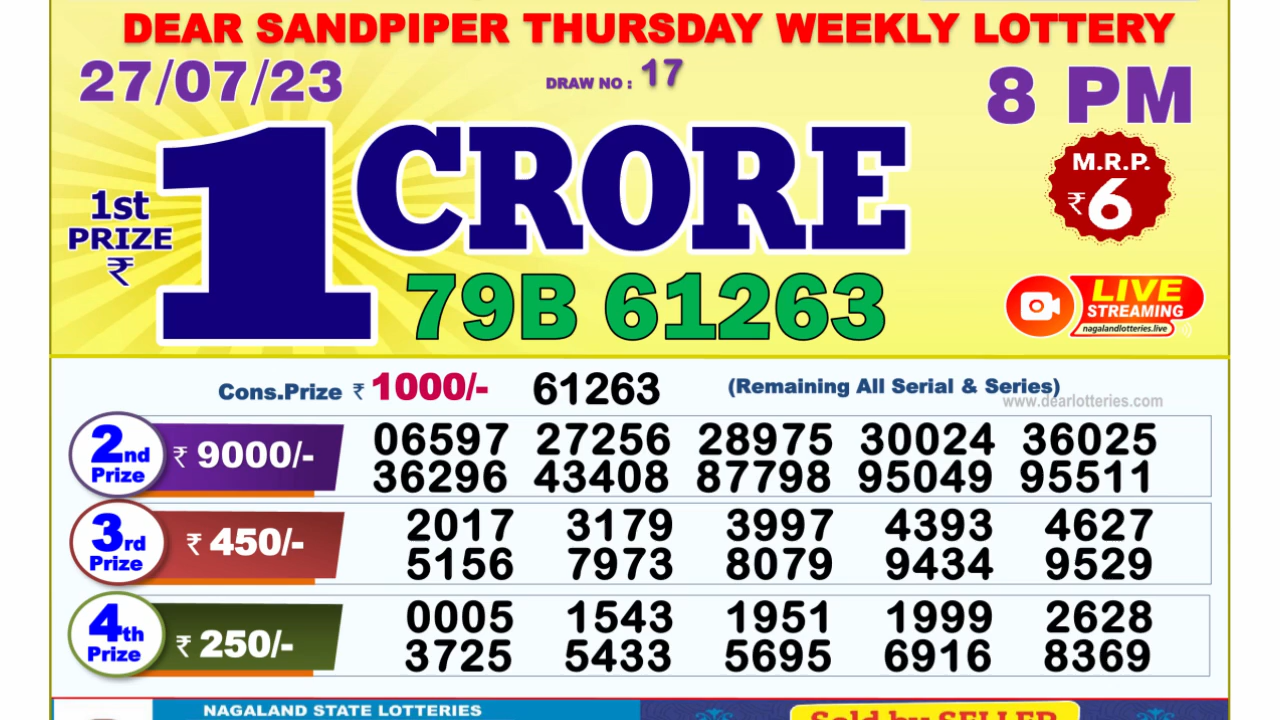 DEAR SANDPIPER THURSDAY WEEKLY LOTTERY
27/07/23
DRAW NO : 17
8 PM
1st
PRIZE
₹
1 CRORE
M.R.P.
₹ 6
79B 61263
LIVE
STREAMING
nagalandlotteries.live
Cons.Prize ₹ 1000/- 61263 (Remaining All Serial & Series)
www.dearlotteries.com
2nd
Prize
₹ 9000/-
06597 27256 28975 30024 36025
36296 43408 87798 95049 95511
3rd
Prize
₹ 450/-
2017 3179 3997 4393 4627
5156 7973 8079 9434 9529
4th
Prize
₹ 250/-
0005 1543 1951 1999 2628
3725 5433 5695 6916 8369
NAGALAND STATE LOTTERIES
Sold by SELLER